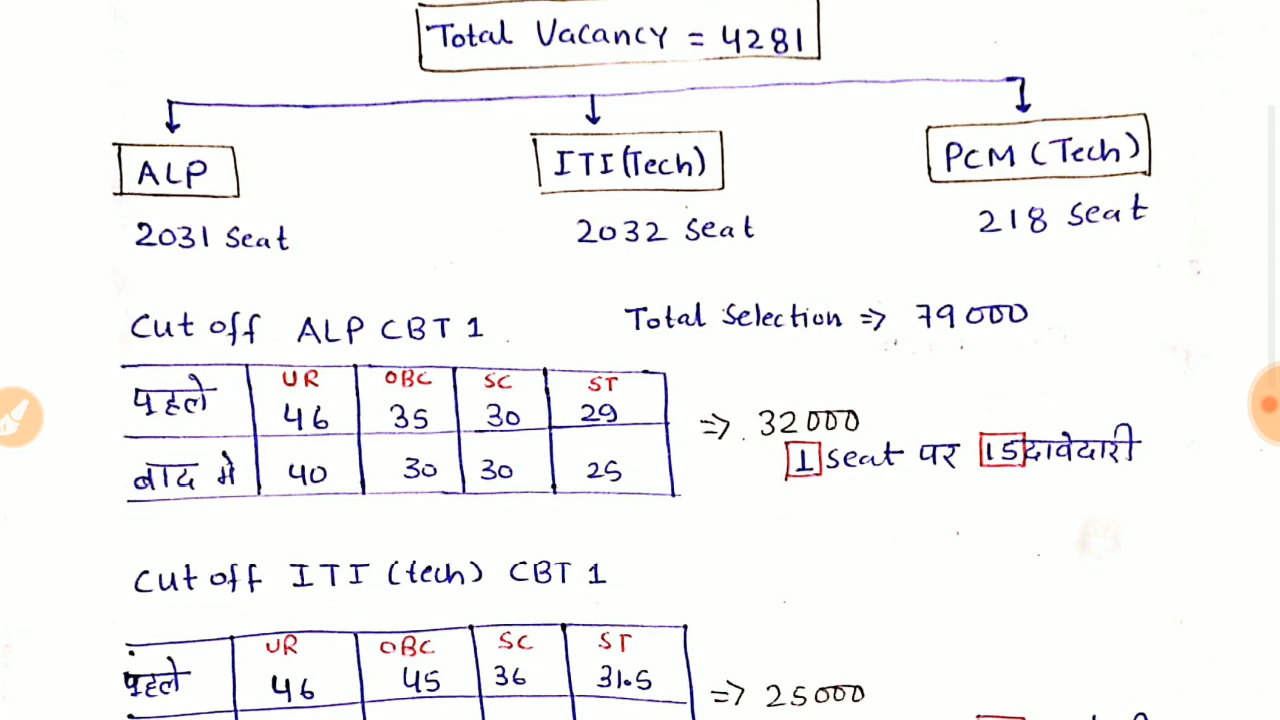 Total Vacancy = 4281
ALP ITI (Tech) PCM (Tech)
2031 Seat 2032 Seat 218 Seat
Cut off ALP CBT 1 Total Selection => 79000
UR OBC SC ST
पहले 46 35 30 29 => 32000
बाद मे 40 30 30 25 1 seat पर 15 दावेदारी
Cut off ITI (tech) CBT 1
UR OBC SC ST
पहले 46 45 36 31.5 => 25000